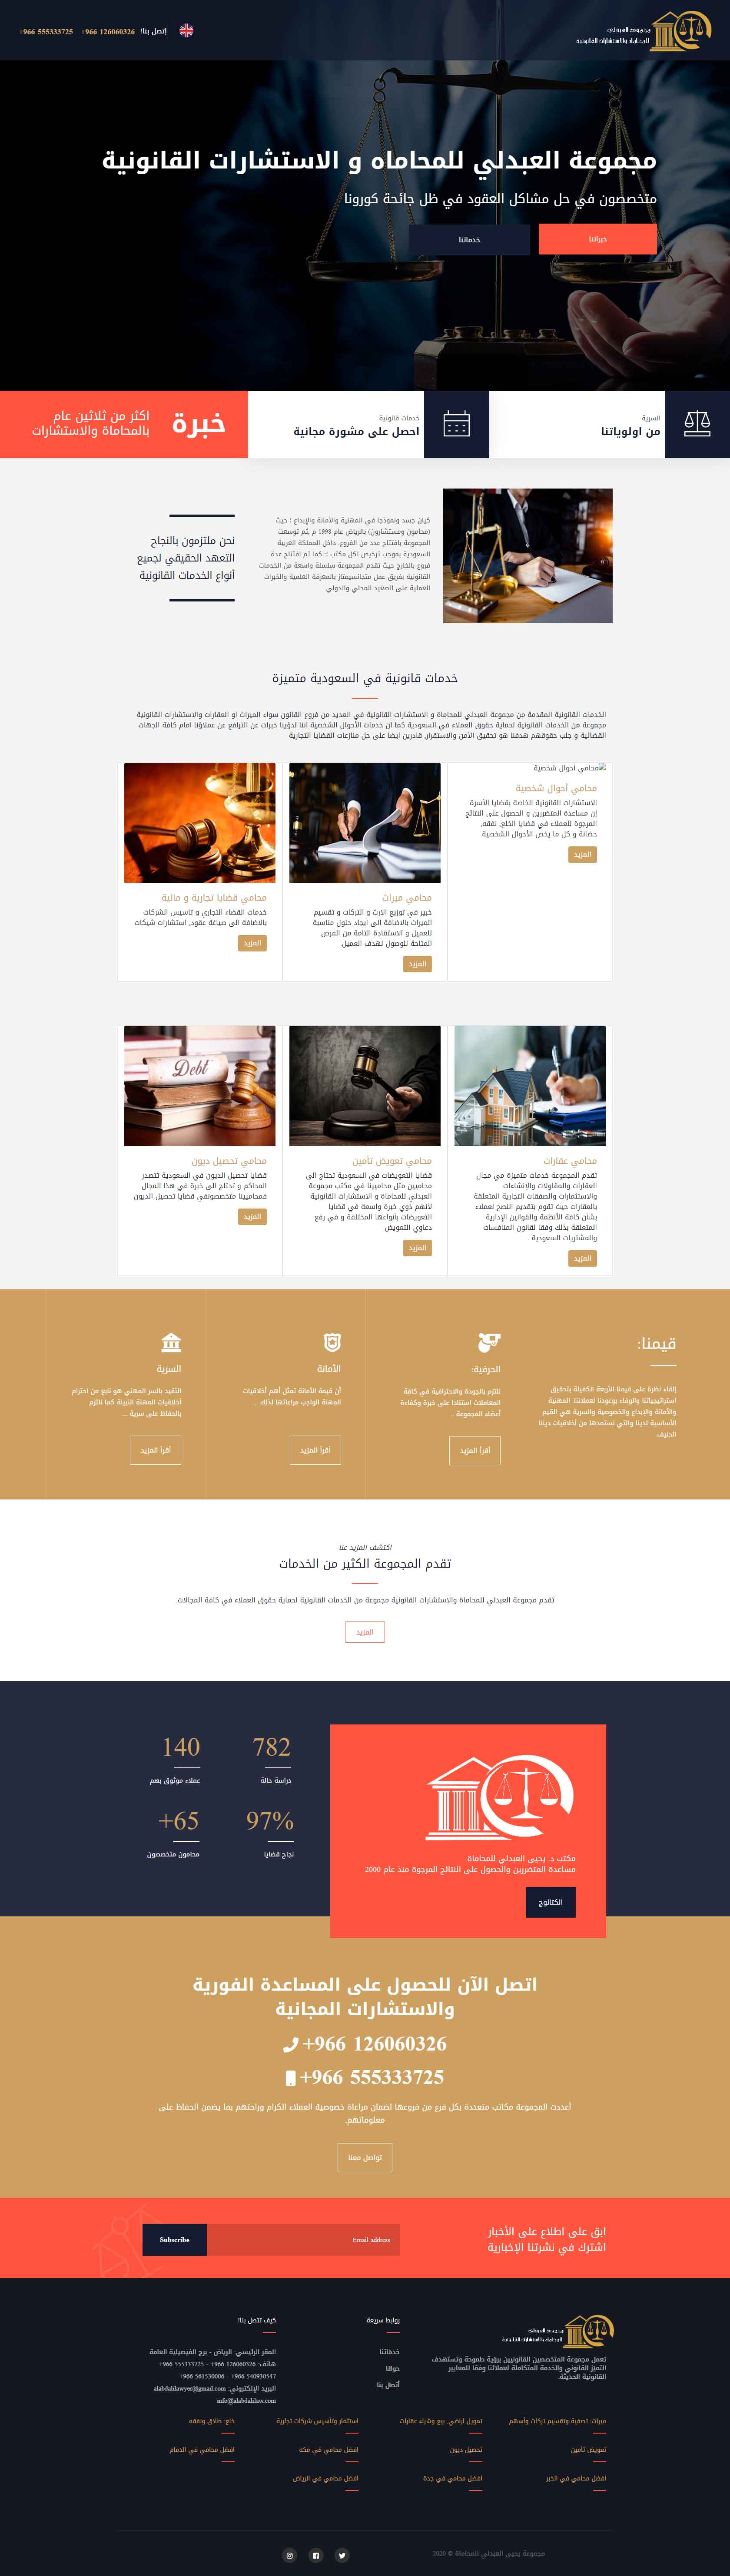 مجموعه العبدلي
للمحاماه والاستشارات القانونية
إتصل بنا! +966 126060326 +966 555333725
مجموعة العبدلي للمحاماه و الاستشارات القانونية
متخصصون في حل مشاكل العقود في ظل جائحة كورونا
خبراتنا
خدماتنا
السرية
من اولوياتنا
خدمات قانونية
احصل على مشورة مجانية
خبرة
اكثر من ثلاثين عام
بالمحاماة والاستشارات
كيان جسد ونموذجا في المهنية والأمانة والإبداع ؛ حيث
(محامون ومستشارون) بالرياض عام 1998 م ,ثم توسعت
المجموعة بافتتاح عدد من الفروع. داخل المملكة العربية
السعودية بموجب ترخيص لكل مكتب ؛ كما تم افتتاح عدة
فروع بالخارج حيث تقدم المجموعة سلسلة واسعة من الخدمات
القانونية بفريق عمل متجانسيمتاز بالمعرفة العلمية والخبرات
العملية على الصعيد المحلي والدولي.
نحن ملتزمون بالنجاح
التعهد الحقيقي لجميع
أنواع الخدمات القانونية
خدمات قانونية في السعودية متميزة
الخدمات القانونية المقدمة من مجموعة العبدلي للمحاماة و الاستشارات القانونية في العديد من فروع القانون سواء الميراث او العقارات والاستشارات القانونية
مجموعة من الخدمات القانونية لحماية حقوق العملاء في السعودية كما ان خدمات الأحوال الشخصية اننا لدؤينا خبرات عن الترافع عن عملاؤنا امام كافة الجهات
القضائية و جلب حقوقهم هدفنا هو تحقيق الأمن والاستقرار, قادرين ايضا على حل منازعات القضايا التجارية
محامي أحوال شخصية
محامي أحوال شخصية
الاستشارات القانونية الخاصة بقضايا الأسرة
إن مساعدة المتضررين و الحصول على النتائج
المرجوة للعملاء في قضايا الخلع, نفقه,
حضانة و كل ما يخص الأحوال الشخصية
المزيد
محامي ميراث
خبير في توزيع الارث و التركات و تقسيم
الميراث بالاضافة الى ايجاد حلول مناسبة
للعميل و الاستفادة التامة من الفرص
المتاحة للوصول لهدف العميل.
المزيد
محامي قضايا تجارية و مالية
خدمات القضاء التجاري و تاسيس الشركات
بالاضافة الى صياغة عقود, استشارات شيكات
المزيد
Debt
محامي عقارات
تقدم المجموعة خدمات متميزة مي مجال
العقارات والمقاولات والإنشاءات
والاستثمارات والصفقات التجارية المتعلقة
بالعقارات حيث تقوم بتقديم النصح لعملاء
بشأن كافة الأنظمة والقوانين الإدارية
المتعلقة بذلك وفقا لقانون المنافسات
والمشتريات السعودية .
المزيد
محامي تعويض تأمين
قضايا التعويضات في السعودية تحتاج الى
محاميين مثل محاميينا في مكتب مجموعة
العبدلي للمحاماة و الاستشارات القانونية
لأنهم ذوي خبرة واسعة في قضايا
التعويضات بأنواعها المختلفة و في رفع
دعاوي التعويض
المزيد
محامي تحصيل ديون
قضايا تحصيل الديون في السعودية تتصدر
المحاكم و تحتاج الى خبرة في هذا المجال
فمحاميينا متخصصونفي قضايا تحصيل الديون
المزيد
قيمنا:
إلقاء نظرة على قيمنا الأربعة الكفيلة بتحقيق
استراتيجياتنا والوفاء بوعودنا لعملائنا. المهنية
والأمانة والإبداع والخصوصية والسرية هي القيم
الأساسية لدينا والتي نستمدها من أخلاقيات ديننا
الحنيف.
الحرفية:
نلتزم بالجودة والاحترافية في كافة
المعاملات استنادا على خبرة وكفاءة
أعضاء المجموعة ...
أقرأ المزيد
الأمانة
أن قيمة الأمانة تمثل أهم أخلاقيات
المهنة الواجب مراعاتها لذلك ...
أقرأ المزيد
السرية
التقيد بالسر المهني هو نابع من احترام
أخلاقيات المهنة النبيلة كما نلتزم
بالحفاظ على سرية ...
أقرأ المزيد
اكتشف المزيد عنا
تقدم المجموعة الكثير من الخدمات
تقدم مجموعة العبدلي للمحاماة والاستشارات القانونية مجموعة من الخدمات القانونية لحماية حقوق العملاء في كافة المجالات.
المزيد
مكتب د. يحيى العبدلي للمحاماة
مساعدة المتضررين والحصول على النتائج المرجوة منذ عام 2000
الكتالوج
782
دراسة حالة
140
عملاء موثوق بهم
97%
نجاح قضايا
+65
محامون متخصصون
اتصل الآن للحصول على المساعدة الفورية
والاستشارات المجانية
+966 126060326
+966 555333725
أعددت المجموعة مكاتب متعددة بكل فرع من فروعها لضمان مراعاة خصوصية العملاء الكرام وراحتهم بما يضمن الحفاظ على
معلوماتهم.
تواصل معنا
ابق على اطلاع على الأخبار
اشترك في نشرتنا الإخبارية
Email address
Subscribe
مجموعه العبدلي
للمحاماه والاستشارات القانونية
تعمل مجموعة المتخصصين القانونيين برؤية طموحة وتستهدف
التميز القانوني والخدمة المتكاملة لعملائنا وفقا للمعايير
القانونية الحديثة.
روابط سريعة
خدماتنا
حولنا
أتصل بنا
كيف تتصل بنا!
المقر الرئيسي: الرياض - برج الفيصيلية العامة
هاتف: 126060326 966+ - 555333725 966+
540930547 966+ - 561530006 966+
البريد الإلكتروني: alabdalilawyer@gmail.com
info@alabdalilaw.com
ميراث: تصفية وتقسيم تركات وأسهم
تمويل اراضي, بيع وشراء عقارات
استثمار وتأسيس شركات تجارية
خلع: طلاق ونفقه
تعويض تأمين
تحصيل ديون
افضل محامي في مكه
افضل محامي في الدمام
افضل محامي في الخبر
افضل محامي في جدة
افضل محامي في الرياض
مجموعة يحيى العبدلي للمحاماة © 2020